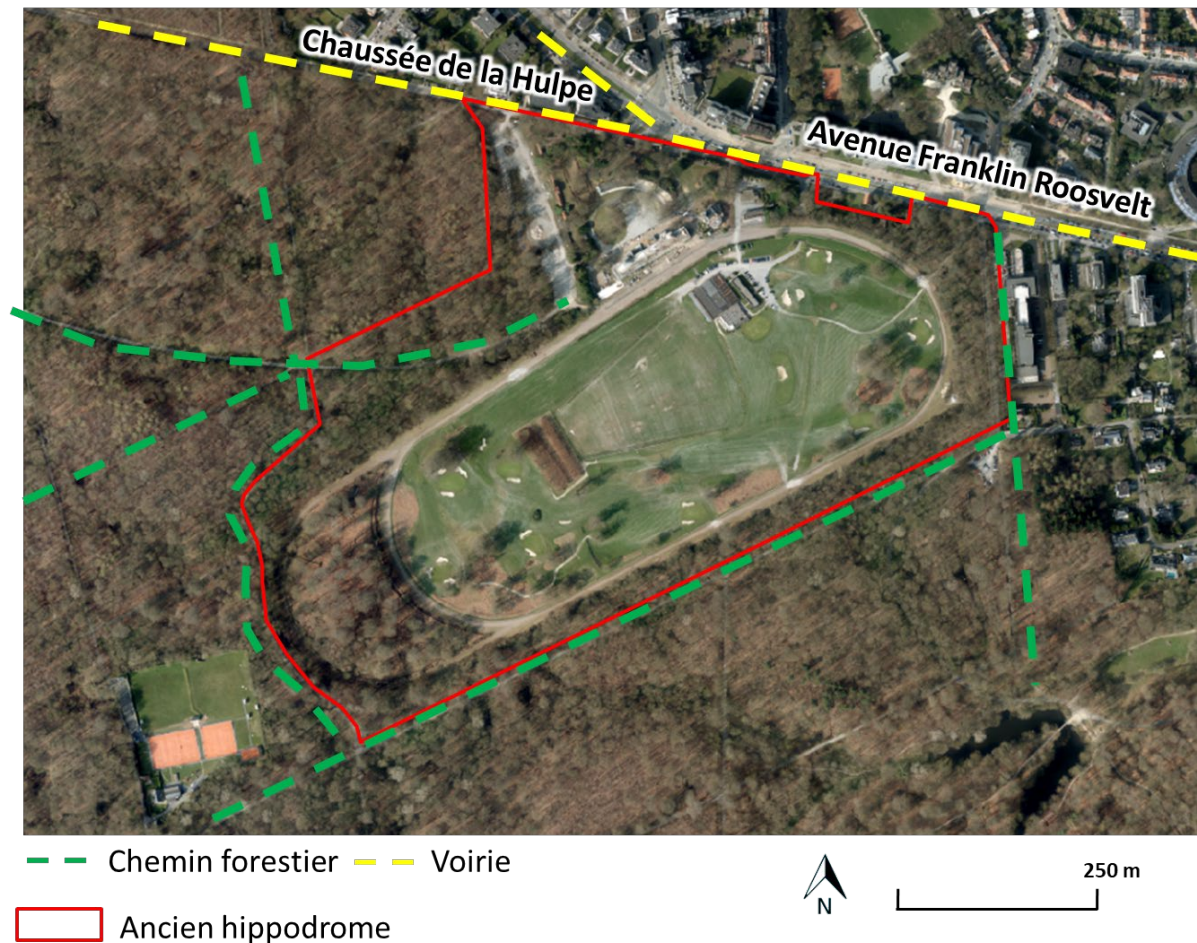 Chaussée de la Hulpe
Avenue Franklin Roosvelt
Chemin forestier
Voirie
250 m
N
Ancien hippodrome